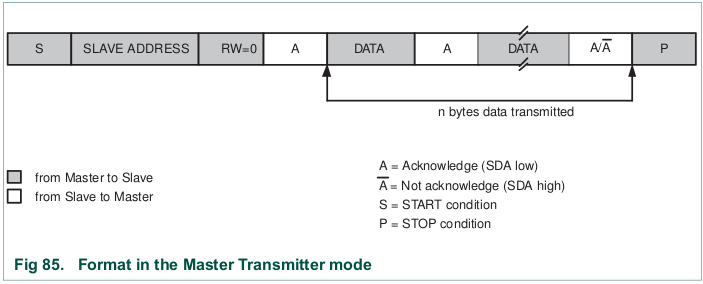 S SLAVE ADDRESS RW=0 A DATA A DATA A/A̅ P
n bytes data transmitted
from Master to Slave
from Slave to Master
A = Acknowledge (SDA low)
A̅ = Not acknowledge (SDA high)
S = START condition
P = STOP condition
Fig 85. Format in the Master Transmitter mode